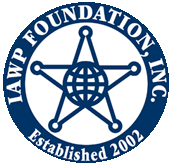 IAWP FOUNDATION, INC.
Established 2002